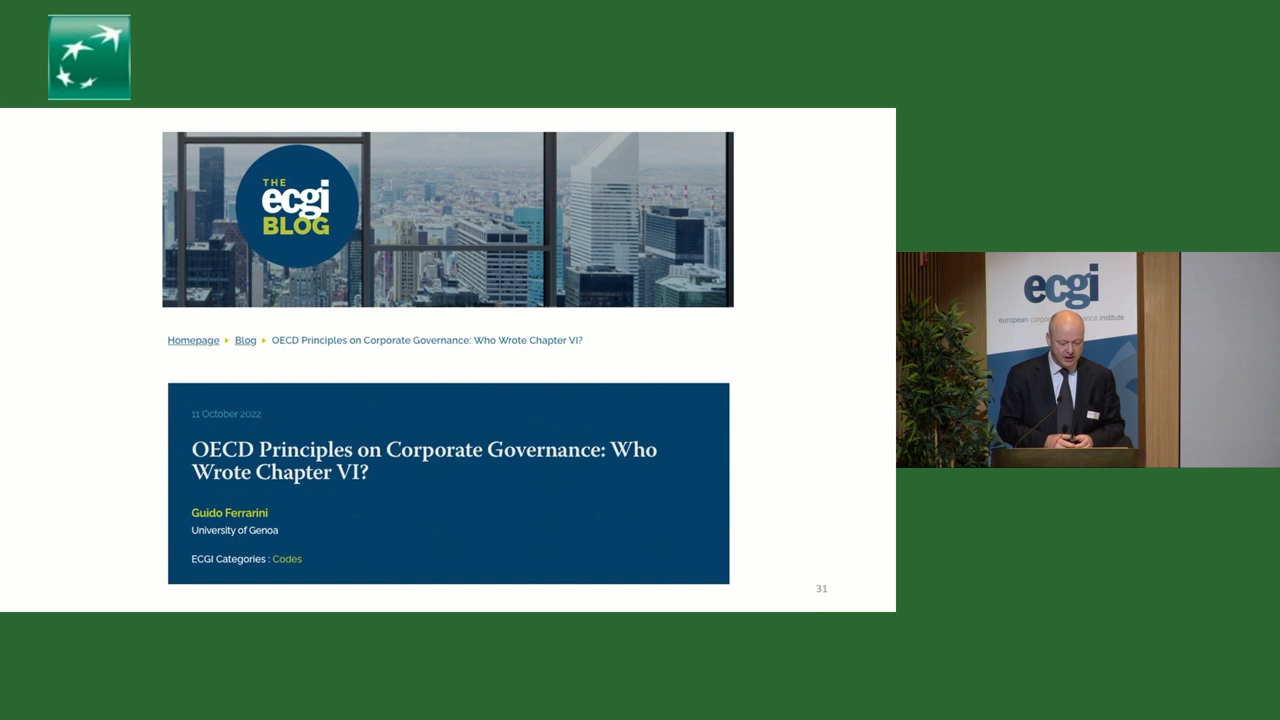 THE
ecgi
BLOG
Homepage
Blog
OECD Principles on Corporate Governance: Who Wrote Chapter VI?
11 October 2022
OECD Principles on Corporate Governance: Who
Wrote Chapter VI?
Guido Ferrarini
University of Genoa
ECGI Categories : Codes
31
ecgi
european institute